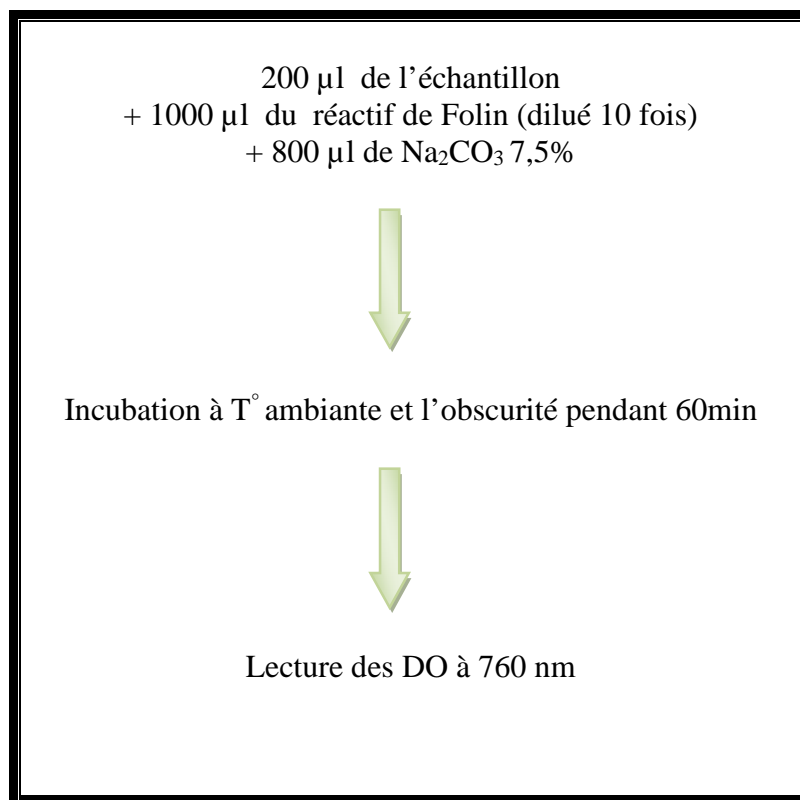 200 µl  de l’échantillon
+ 1000 µl  du  réactif de Folin (dilué 10 fois)
+ 800 µl de Na₂CO₃ 7,5%
Incubation à T° ambiante et l’obscurité pendant 60min
Lecture des DO à 760 nm